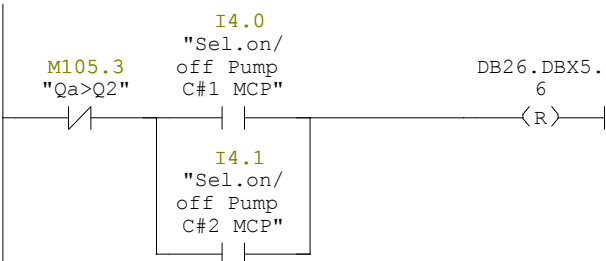 I4.0
"Sel.on/
M105.3 off Pump DB26.DBX5.
"Qa>Q2" C#1 MCP" 6
R
I4.1
"Sel.on/
off Pump
C#2 MCP"